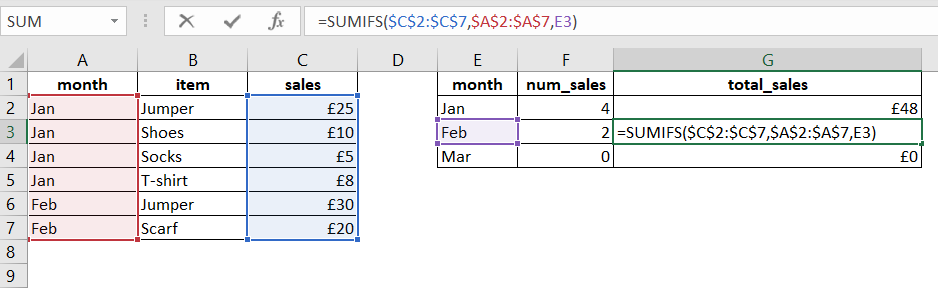 SUM fx =SUMIFS($C$2:$C$7,$A$2:$A$7,E3)
A B C D E F G
1 month item sales month num_sales total_sales
2 Jan Jumper £25 Jan 4 £48
3 Jan Shoes £10 Feb 2 =SUMIFS($C$2:$C$7,$A$2:$A$7,E3)
4 Jan Socks £5 Mar 0 £0
5 Jan T-shirt £8
6 Feb Jumper £30
7 Feb Scarf £20
8
9